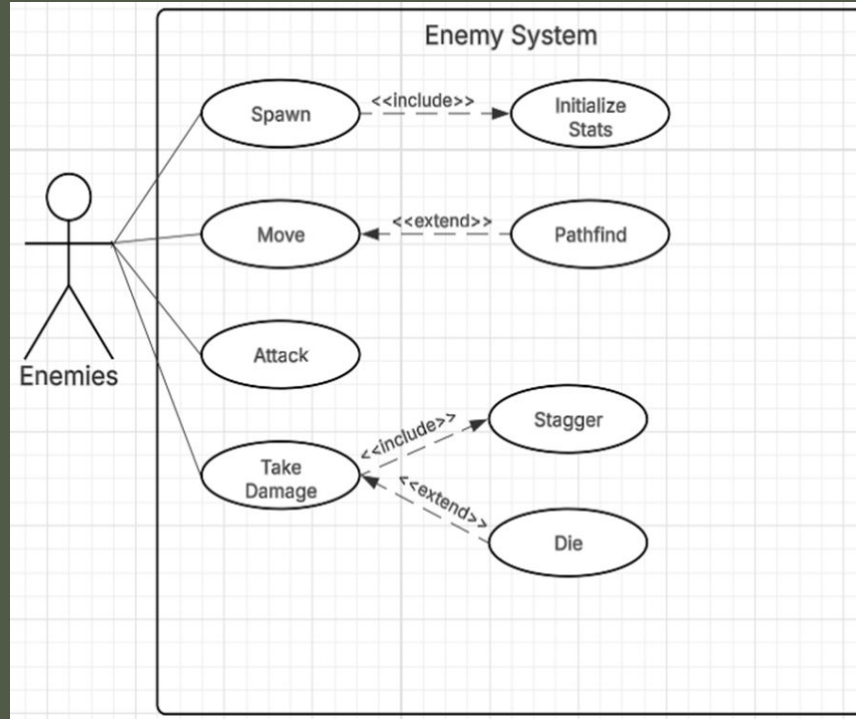 Enemy System
Spawn
<<include>>
Initialize
Stats
Move
<<extend>>
Pathfind
Attack
Enemies
Take
Damage
<<include>>
Stagger
<<extend>>
Die